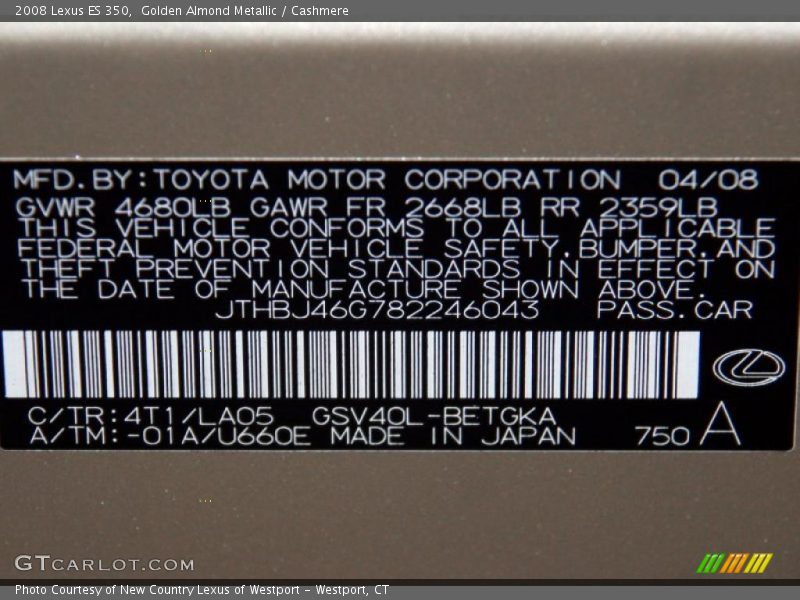 2008 Lexus ES 350, Golden Almond Metallic / Cashmere
MFD.BY:TOYOTA MOTOR CORPORATION 04/08
GVWR 4680LB GAWR FR 2668LB RR 2359LB
THIS VEHICLE CONFORMS TO ALL APPLICABLE
FEDERAL MOTOR VEHICLE SAFETY,BUMPER,AND
THEFT PREVENTION STANDARDS IN EFFECT ON
THE DATE OF MANUFACTURE SHOWN ABOVE.
JTHBJ46G782246043 PASS.CAR
C/TR:4T1/LA05 GSV40L-BETGKA
A/TM:-01A/U660E MADE IN JAPAN 750 A
GTCARLOT.COM
Photo Courtesy of New Country Lexus of Westport - Westport, CT